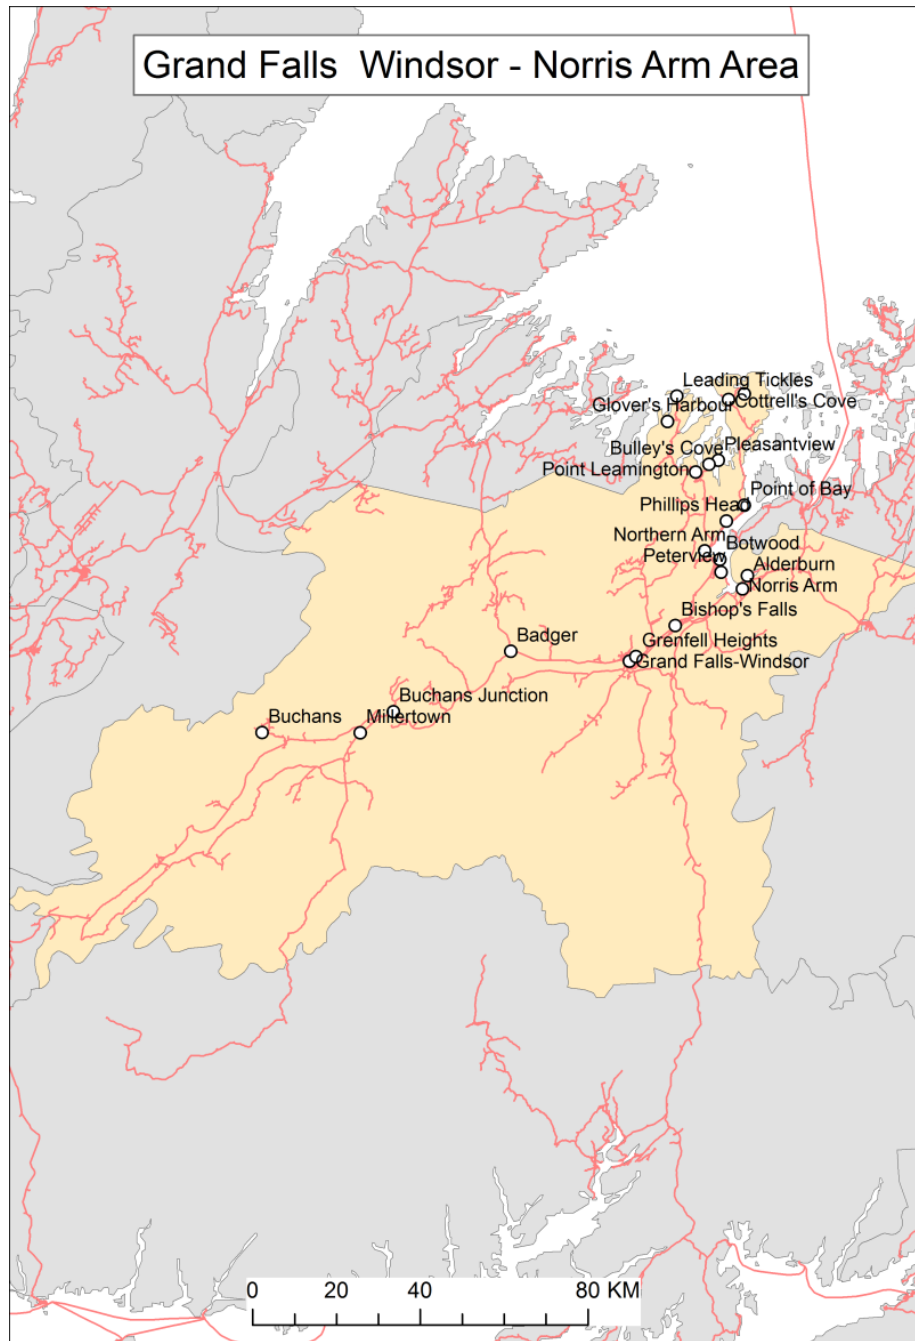 Grand Falls  Windsor - Norris Arm Area
Leading Tickles
Cottrell's Cove
Glover's Harbour
Pleasantview
Bulley's Cove
Point Leamington
Point of Bay
Phillips Head
Northern Arm
Botwood
Peterview
Alderburn
Norris Arm
Bishop's Falls
Badger
Grenfell Heights
Grand Falls-Windsor
Buchans Junction
Buchans
Millertown
0 20 40 80 KM